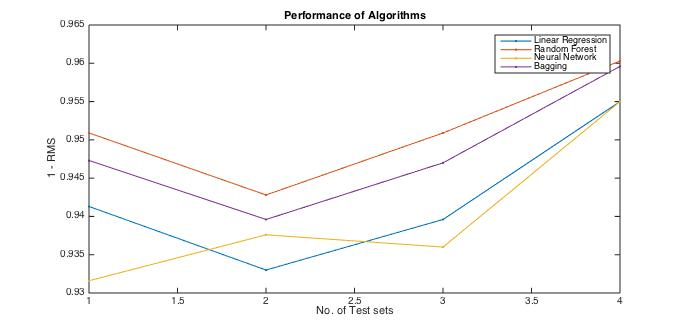 Performance of Algorithms
0.965
0.96
0.955
0.95
0.945
0.94
0.935
0.93
1 - RMS
Linear Regression
Random Forest
Neural Network
Bagging
1 1.5 2 2.5 3 3.5 4
No. of Test sets